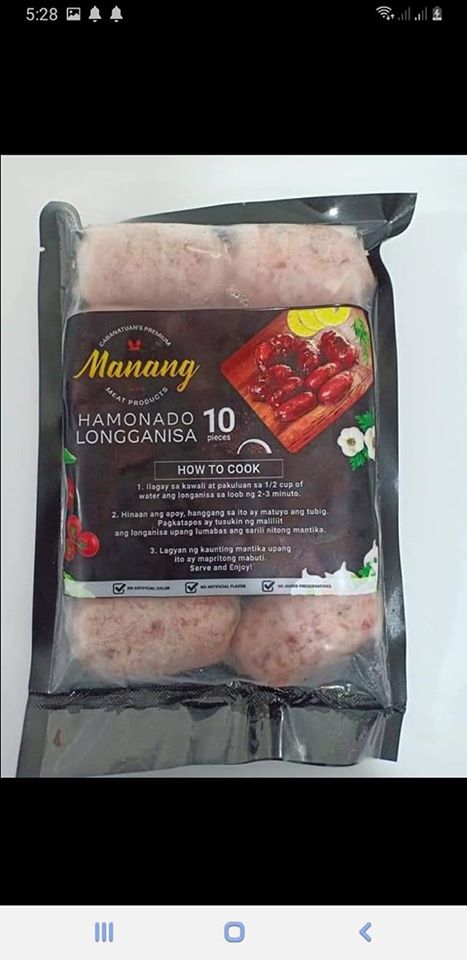 5:28
CABANATUAN'S PREMIUM
Manang
MEAT PRODUCTS
HAMONADO
LONGGANISA
10
pieces
HOW TO COOK
1. Ilagay sa kawali at pakuluan sa 1/2 cup of
water ang longanisa sa loob ng 2-3 minuto.
2. Hinaan ang apoy, hanggang sa ito ay matuyo ang tubig.
Pagkatapos ay tusukin ng maliliit
ang longanisa upang lumabas ang sarili nitong mantika.
3. Lagyan ng kaunting mantika upang
ito ay mapritong mabuti.
Serve and Enjoy!
NO ARTIFICIAL COLOR
NO ARTIFICIAL FLAVOR
NO ADDED PRESERVATIVES